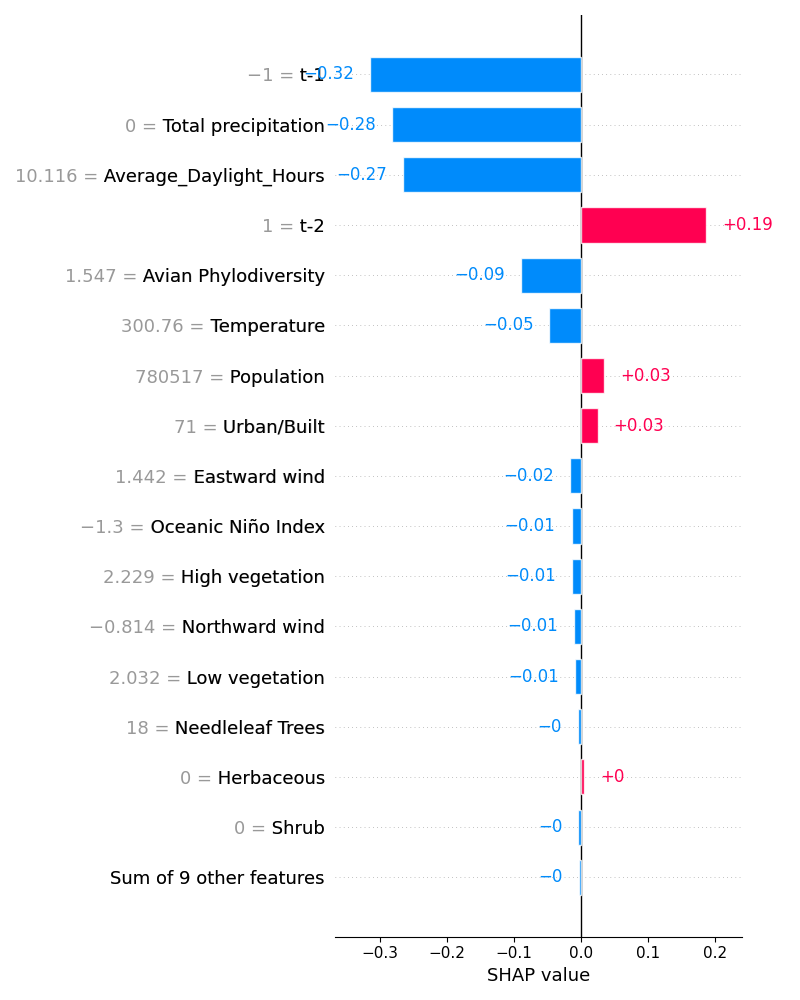 −1 = t-1 −0.32
0 = Total precipitation −0.28
10.116 = Average_Daylight_Hours −0.27
1 = t-2 +0.19
1.547 = Avian Phylodiversity −0.09
300.76 = Temperature −0.05
780517 = Population +0.03
71 = Urban/Built +0.03
1.442 = Eastward wind −0.02
−1.3 = Oceanic Niño Index −0.01
2.229 = High vegetation −0.01
−0.814 = Northward wind −0.01
2.032 = Low vegetation −0.01
18 = Needleleaf Trees −0
0 = Herbaceous +0
0 = Shrub −0
Sum of 9 other features −0
−0.3 −0.2 −0.1 0.0 0.1 0.2
SHAP value